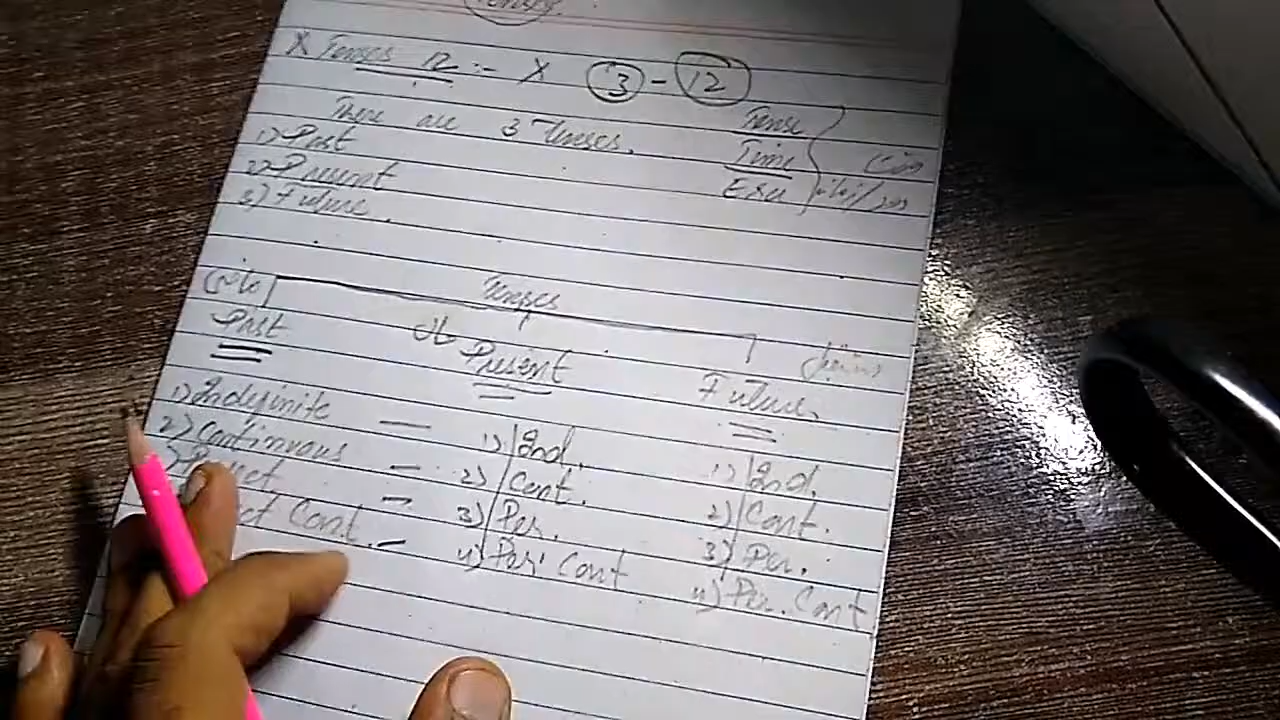 Tenses
X Tenses 12 :- X 3 - 12
There are 3 Tenses. Tense
1) Past Time
2) Present
3) Future.
Tenses
Past Present Future,
1) Indefinite — 1) Ind. 1) Ind.
2) Continuous — 2) Cont. 2) Cont.
3) Per. 3) Per.
Cont. — 4) Per. Cont 4) Per. Cont